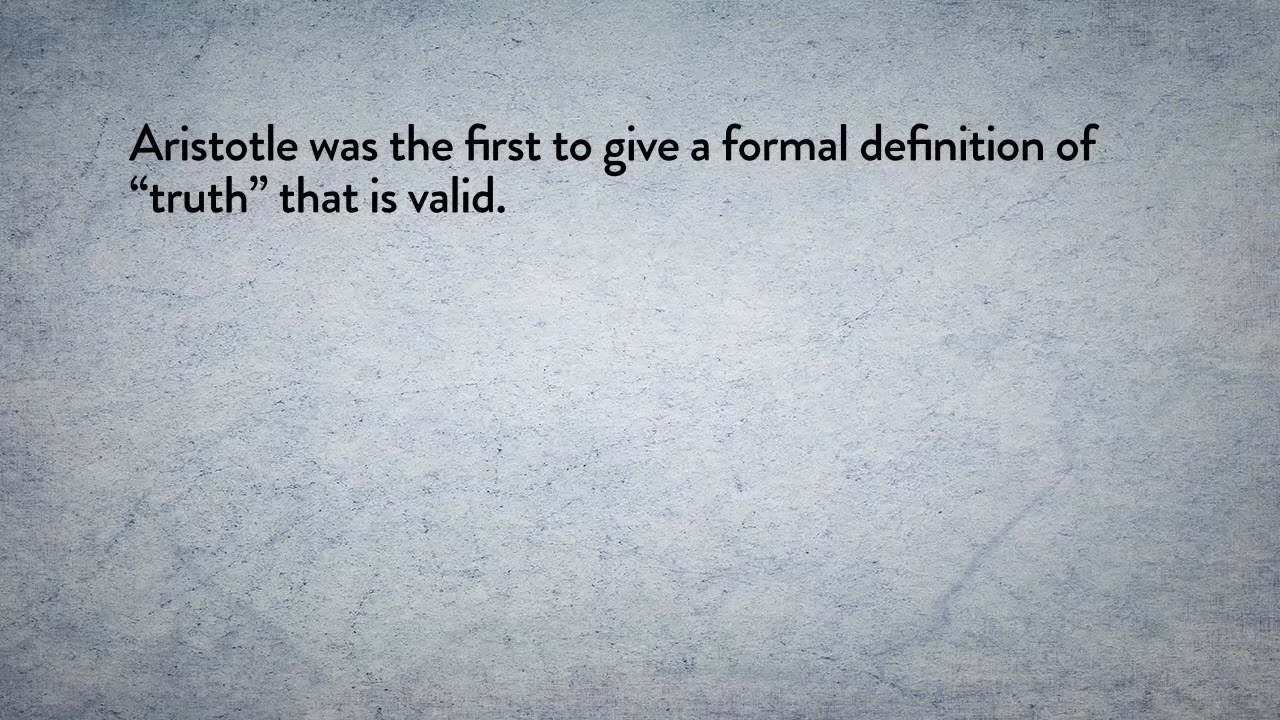 Aristotle was the first to give a formal definition of
“truth” that is valid.